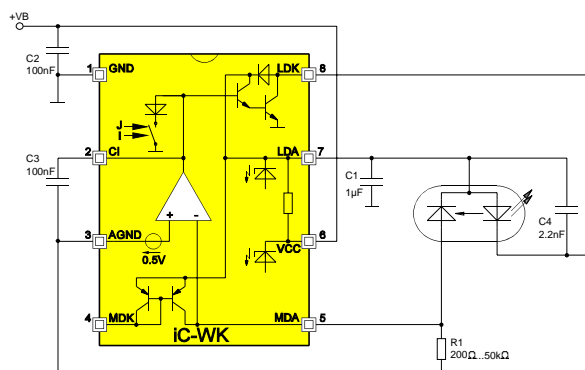 +VB
C2
100nF
1
GND
LDK
8
J
I
2
CI
LDA
7
C3
100nF
C1
1µF
C4
2.2nF
+
-
3
AGND
0.5V
VCC
6
4
MDK
MDA
5
iC-WK
R1
200Ω...50kΩ